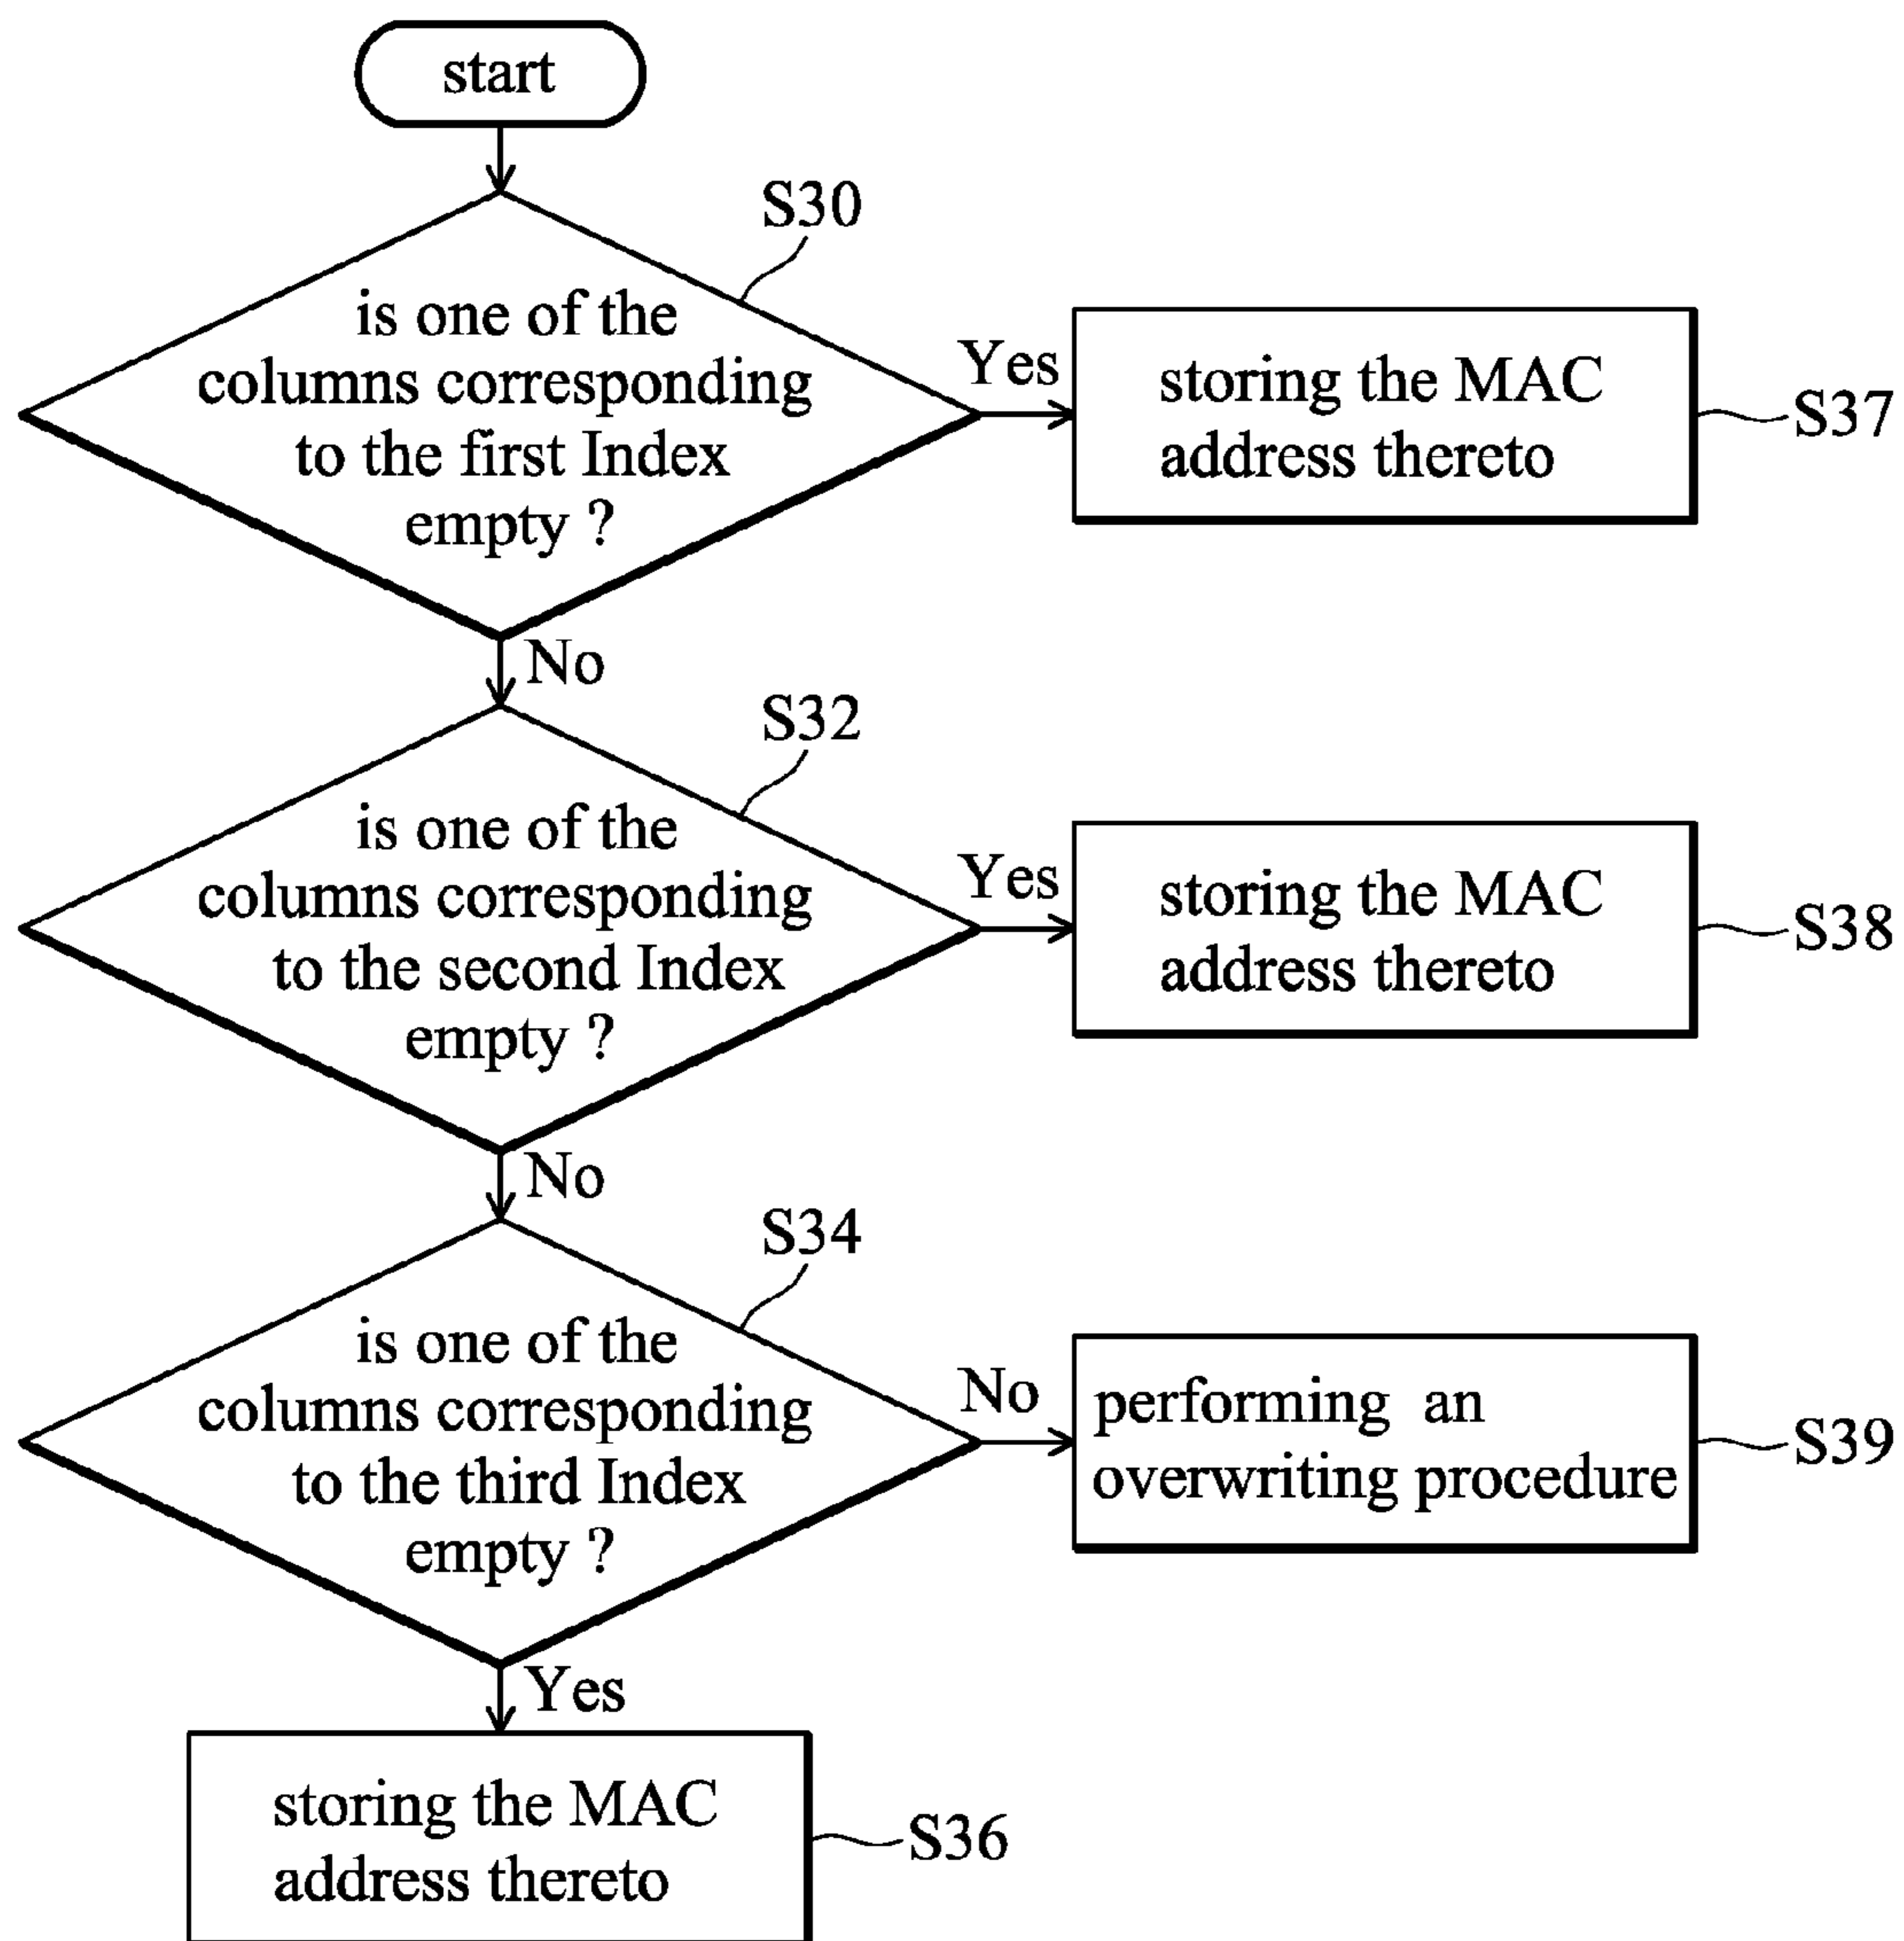 start
S30
is one of the
columns corresponding
to the first Index
empty ?
Yes
storing the MAC
address thereto
S37
No
S32
is one of the
columns corresponding
to the second Index
empty ?
Yes
storing the MAC
address thereto
S38
No
S34
is one of the
columns corresponding
to the third Index
empty ?
No
performing an
overwriting procedure
S39
Yes
storing the MAC
address thereto
S36